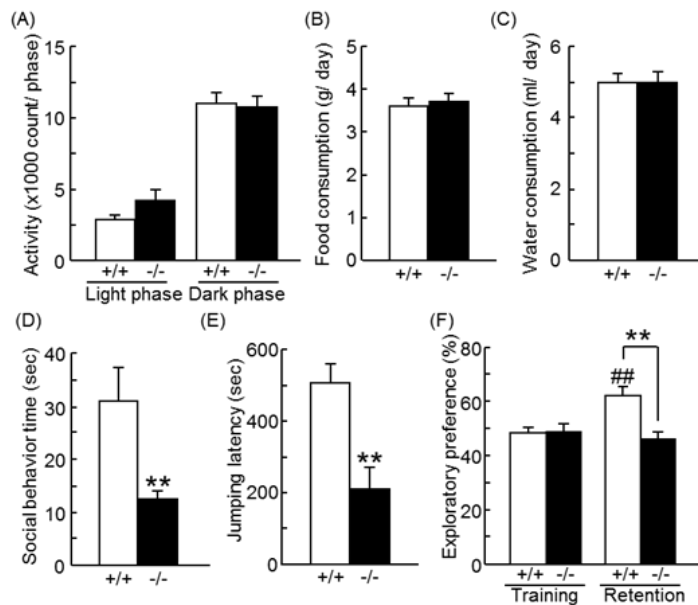 (A)
Activity (x1000 count/ phase)
15
10
5
0
+/+ -/- +/+ -/-
Light phase Dark phase
(B)
Food consumption (g/ day)
5
4
3
2
1
0
+/+ -/-
(C)
Water consumption (ml/ day)
6
4
2
0
+/+ -/-
(D)
Social behavior time (sec)
40
30
20
10
0
**
+/+ -/-
(E)
Jumping latency (sec)
600
400
200
0
**
+/+ -/-
(F)
Exploratory preference (%)
80
60
40
20
0
**
##
+/+ -/- +/+ -/-
Training Retention